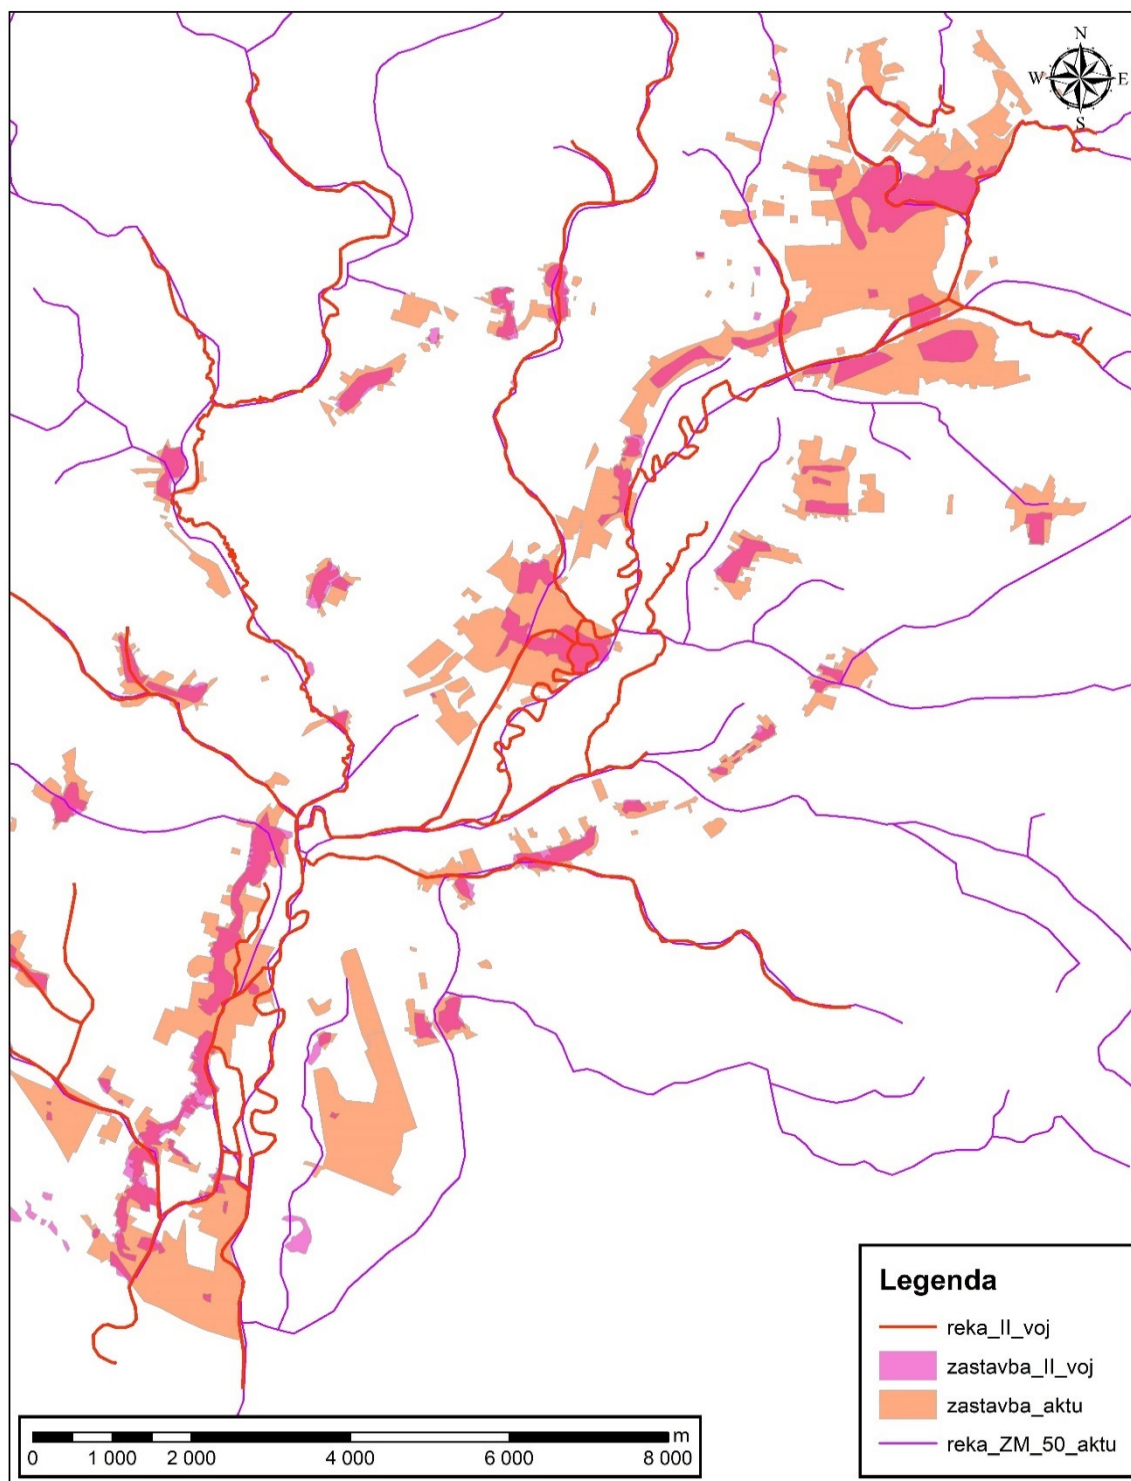 N
W E
S
Legenda
reka_II_voj
zastavba_II_voj
zastavba_aktu
reka_ZM_50_aktu
m
0 1 000 2 000 4 000 6 000 8 000